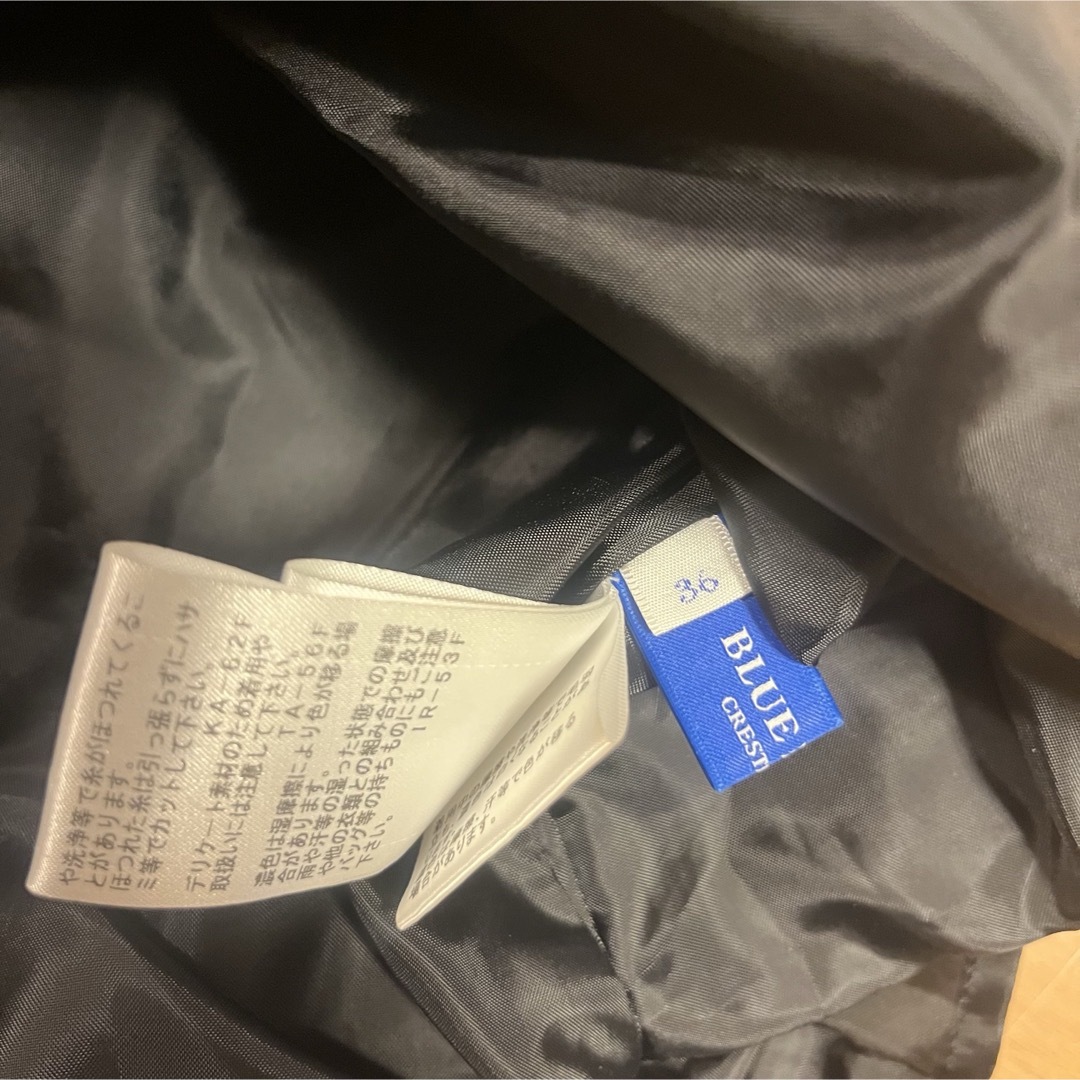 や洗浄等で糸がほつれてくるこ
とがあります。
ほつれた糸は引っ張らずにハサ
ミ等でカットして下さい。
KA-62F
デリケート素材のため着用や
取扱いには注意して下さい。
TA-56F
濃色は湿摩擦により色が移る場
合があります。
雨や汗等の湿った状態での摩擦
や他の衣類との組み合わせ及び
バッグ等の持ちものにもご注意
下さい。
IR-53F
36
BLUE
CREST